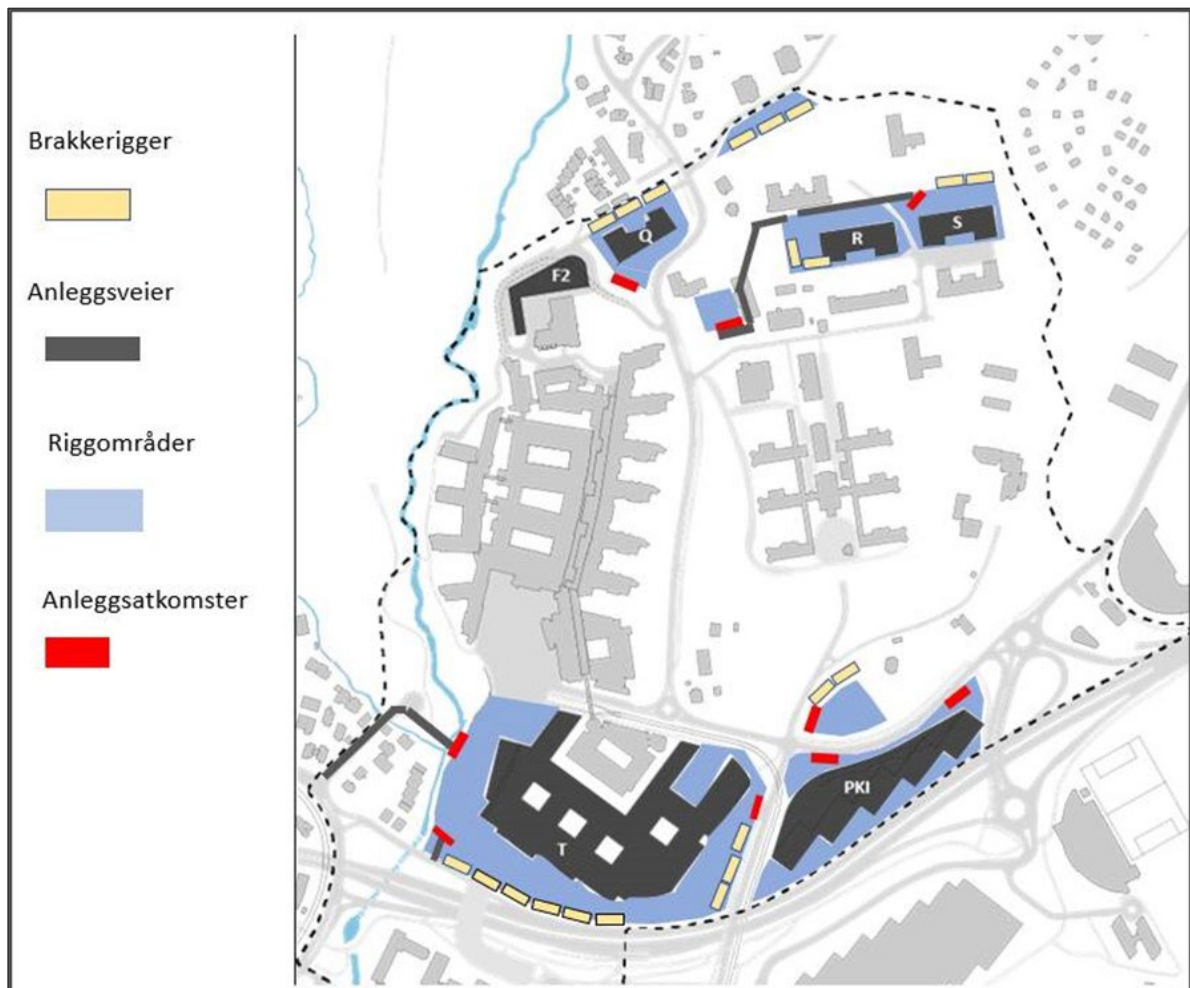 Brakkerigger
Anleggsveier
Riggområder
Anleggsatkomster
Q
F2
R
S
T
PKI